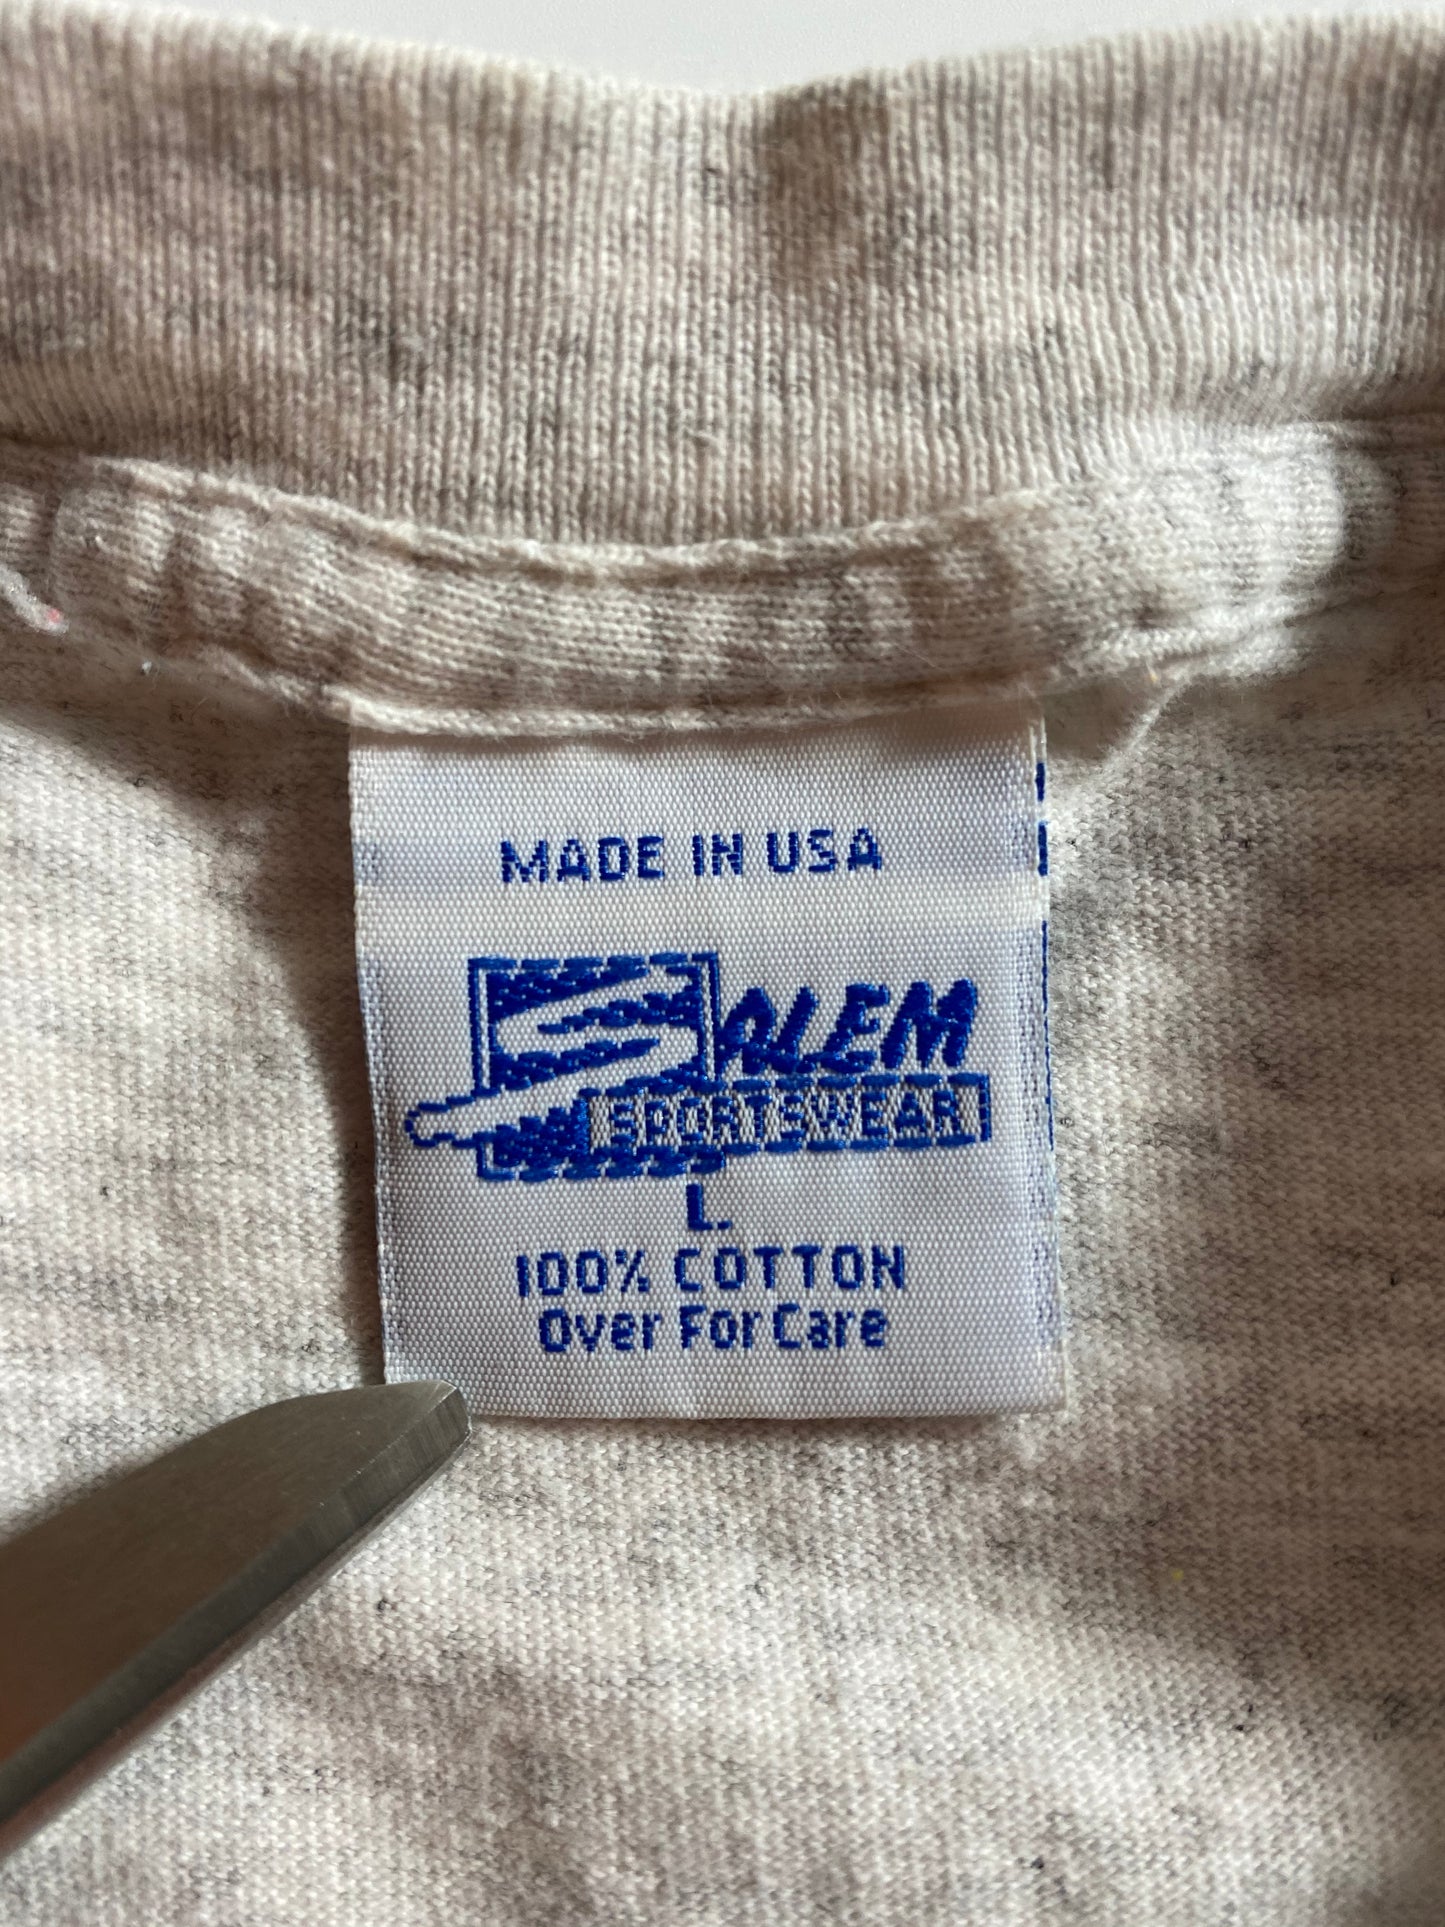 MADE IN USA
SALEM
SPORTSWEAR
L.
100% COTTON
Over For Care